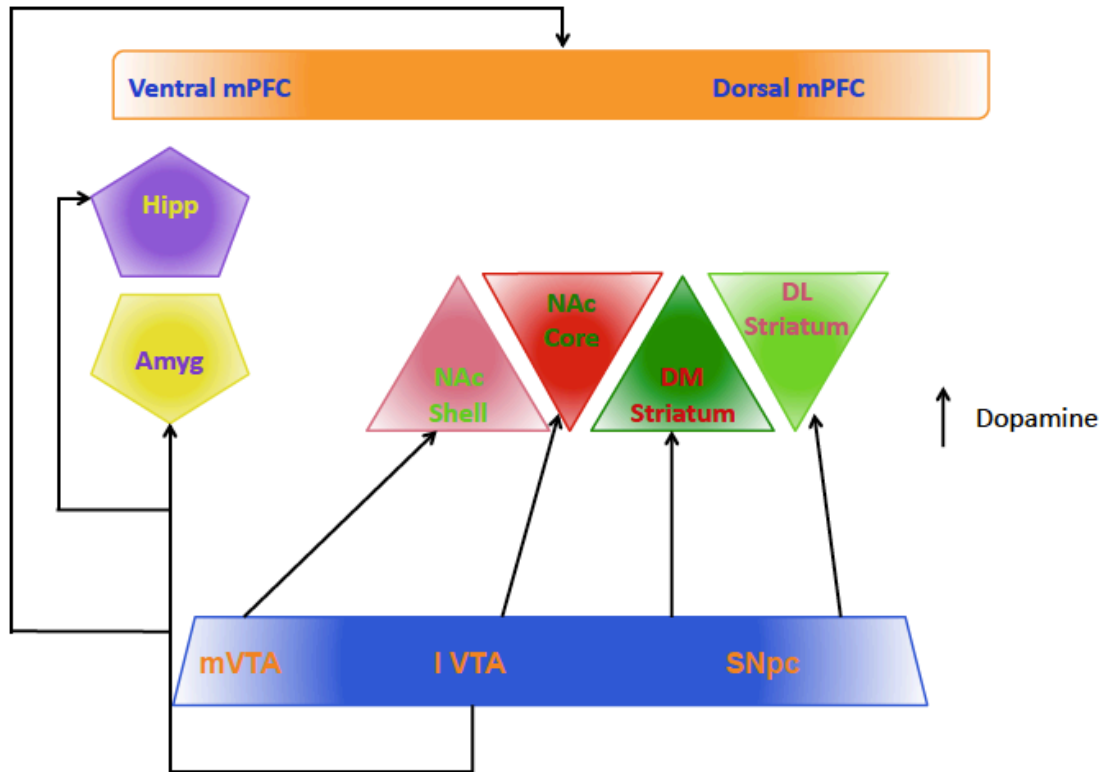 Ventral mPFC
Dorsal mPFC
Hipp
Amyg
NAc
Shell
NAc
Core
DM
Striatum
DL
Striatum
Dopamine
mVTA
l VTA
SNpc